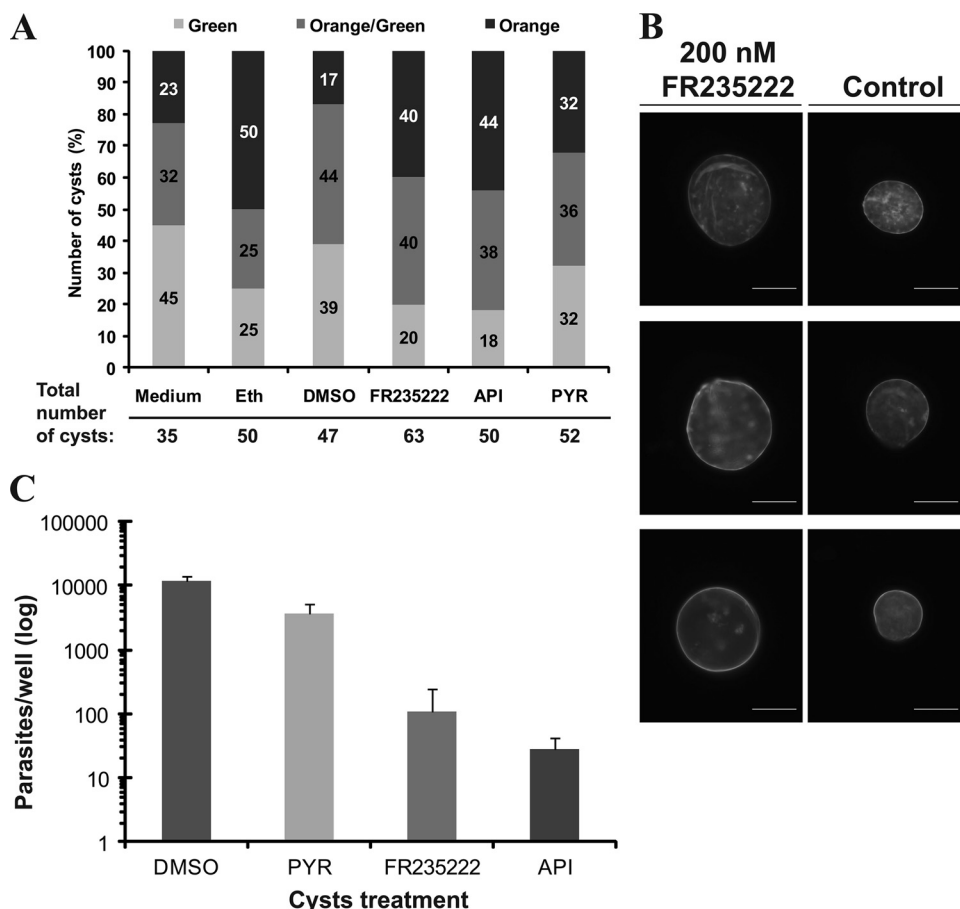 A
Green Orange/Green Orange
Number of cysts (%)
100
90
80
70
60
50
40
30
20
10
0
23 50 17 40 44 32
32 25 44 40 38 36
45 25 39 20 18 32
Medium Eth DMSO FR235222 API PYR
Total
number
of cysts:
35 50 47 63 50 52
B
200 nM
FR235222
Control
C
Parasites/well (log)
100000
10000
1000
100
10
1
DMSO PYR FR235222 API
Cysts treatment